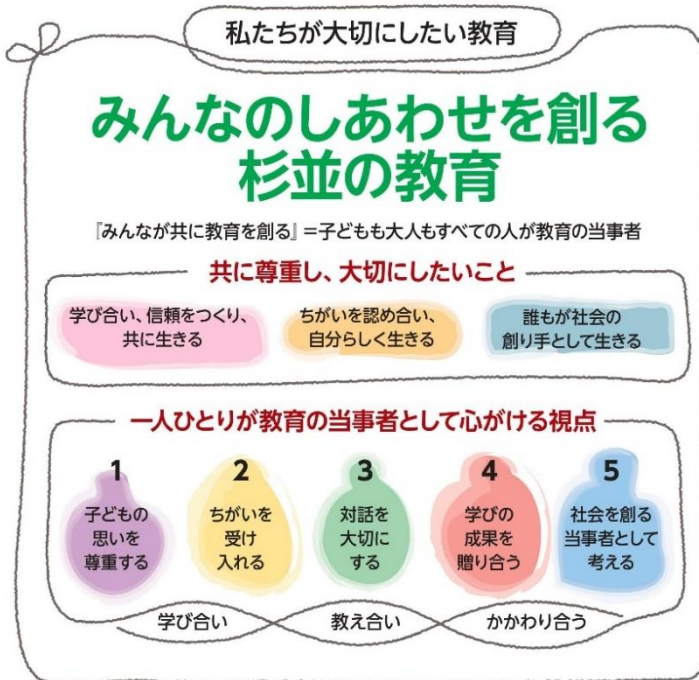 私たちが大切にしたい教育
みんなのしあわせを創る
杉並の教育
『みんなが共に教育を創る』＝子どもも大人もすべての人が教育の当事者
共に尊重し、大切にしたいこと
学び合い、信頼をつくり、
共に生きる
ちがいを認め合い、
自分らしく生きる
誰もが社会の
創り手として生きる
一人ひとりが教育の当事者として心がける視点
1
子どもの
思いを
尊重する
2
ちがいを
受け
入れる
3
対話を
大切に
する
4
学びの
成果を
贈り合う
5
社会を創る
当事者として
考える
学び合い
教え合い
かかわり合う